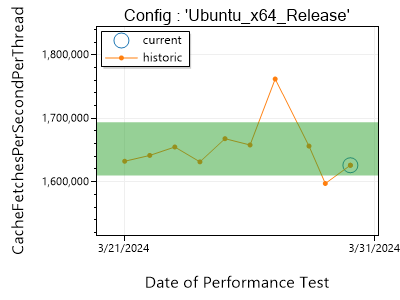 Config : 'Ubuntu_x64_Release'
CacheFetchesPerSecondPerThread
current
historic
1,800,000
1,700,000
1,600,000
3/21/2024
3/31/2024
Date of Performance Test